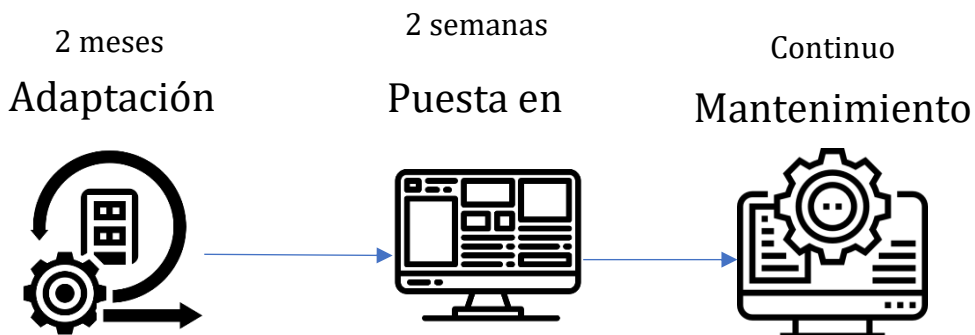 2 meses
Adaptación
2 semanas
Puesta en
Continuo
Mantenimiento